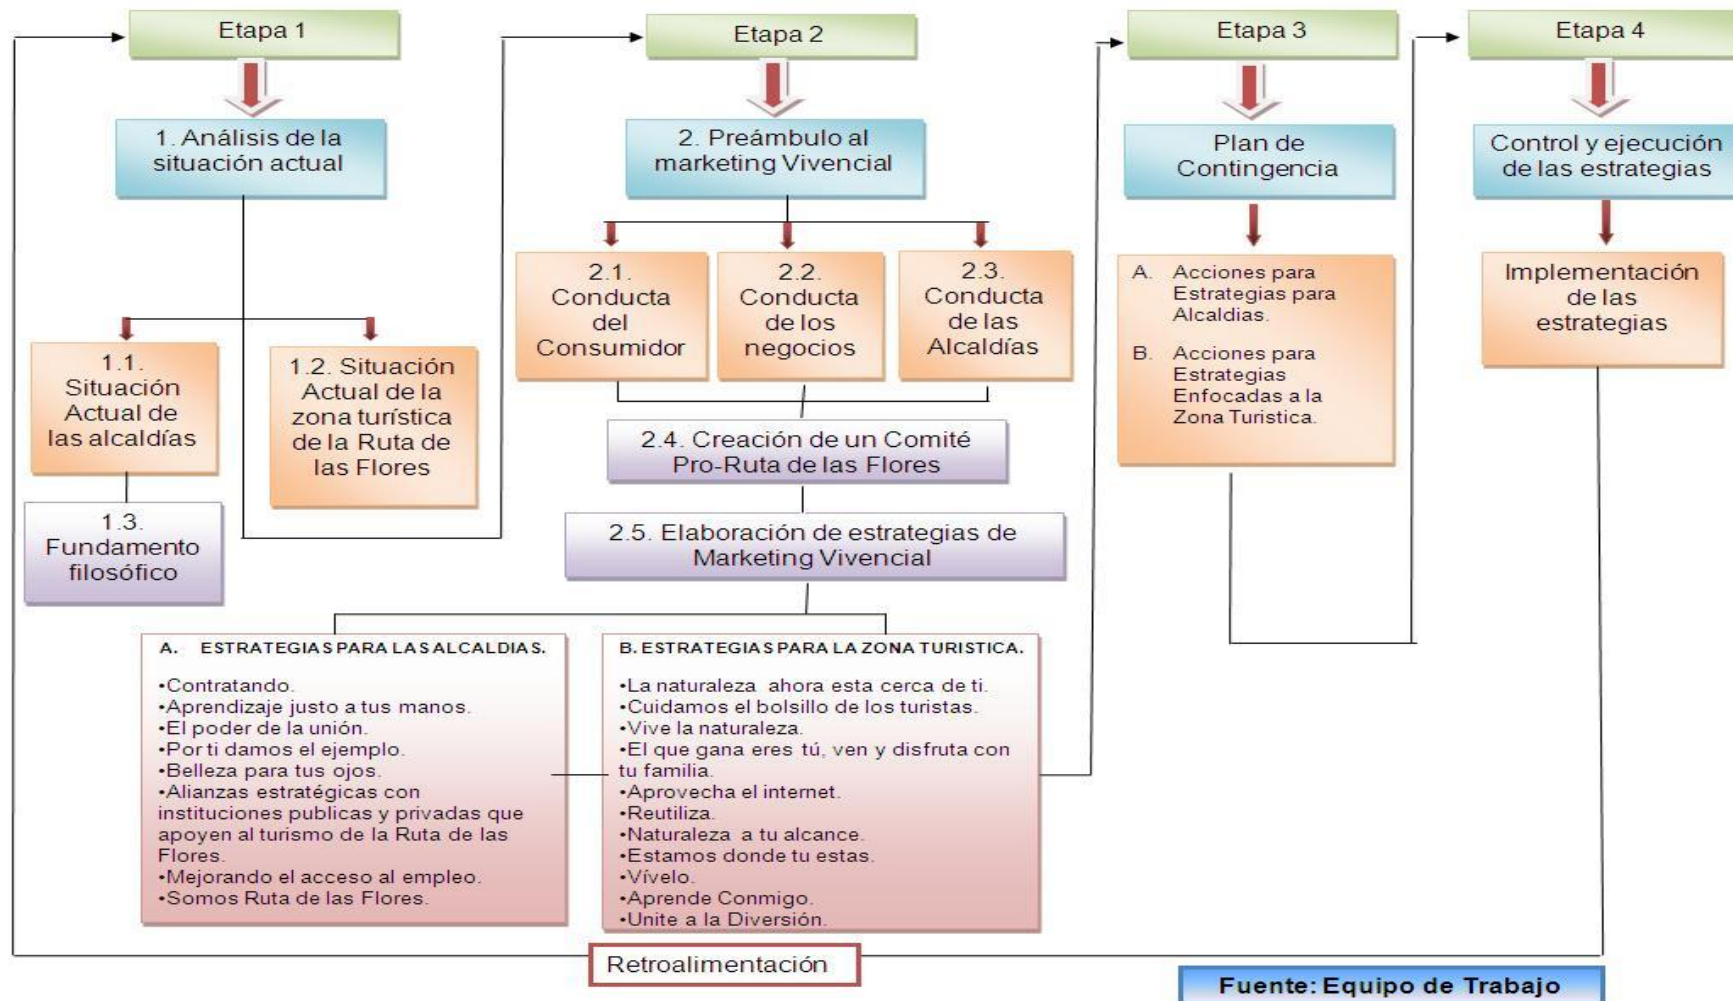 Etapa 1
1. Análisis de la
situación actual
1.1.
Situación
Actual de
las alcaldías
1.2. Situación
Actual de la
zona turística
de la Ruta de
las Flores
1.3.
Fundamento
filosófico
Etapa 2
2. Preámbulo al
marketing Vivencial
2.1.
Conducta
del
Consumidor
2.2.
Conducta
de los
negocios
2.3.
Conducta
de las
Alcaldías
2.4. Creación de un Comité
Pro-Ruta de las Flores
2.5. Elaboración de estrategias de
Marketing Vivencial
A. ESTRATEGIAS PARA LAS ALCALDIAS.
•Contratando.
•Aprendizaje justo a tus manos.
•El poder de la unión.
•Por ti damos el ejemplo.
•Belleza para tus ojos.
•Alianzas estratégicas con
instituciones publicas y privadas que
apoyen al turismo de la Ruta de las
Flores.
•Mejorando el acceso al empleo.
•Somos Ruta de las Flores.
B. ESTRATEGIAS PARA LA ZONA TURISTICA.
•La naturaleza ahora esta cerca de ti.
•Cuidamos el bolsillo de los turistas.
•Vive la naturaleza.
•El que gana eres tú, ven y disfruta con
tu familia.
•Aprovecha el internet.
•Reutiliza.
•Naturaleza a tu alcance.
•Estamos donde tu estas.
•Vívelo.
•Aprende Conmigo.
•Unite a la Diversión.
Etapa 3
Plan de
Contingencia
A. Acciones para
Estrategias para
Alcaldias.
B. Acciones para
Estrategias
Enfocadas a la
Zona Turistica.
Etapa 4
Control y ejecución
de las estrategias
Implementación
de las
estrategias
Retroalimentación
Fuente: Equipo de Trabajo